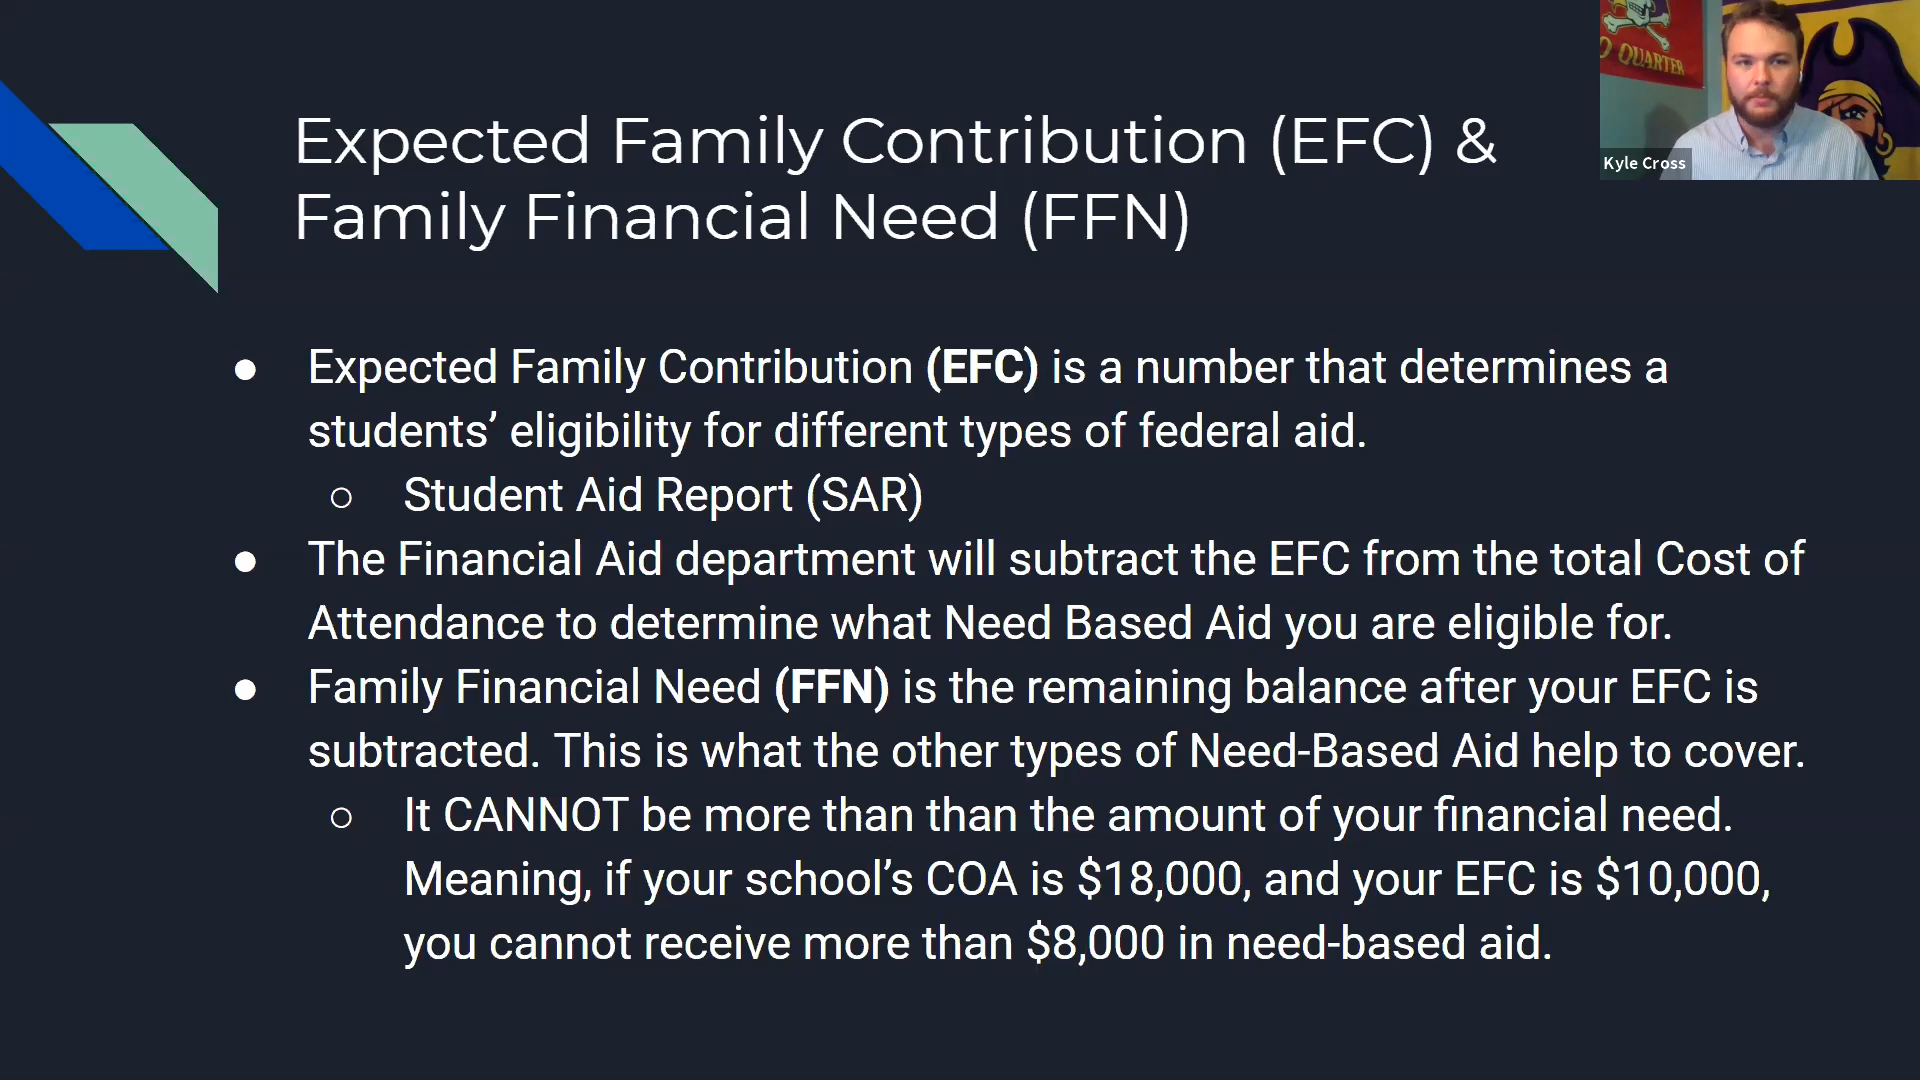 Expected Family Contribution (EFC) &
Family Financial Need (FFN)
QUARTER
Kyle Cross
● Expected Family Contribution (EFC) is a number that determines a
students’ eligibility for different types of federal aid.
○ Student Aid Report (SAR)
● The Financial Aid department will subtract the EFC from the total Cost of
Attendance to determine what Need Based Aid you are eligible for.
● Family Financial Need (FFN) is the remaining balance after your EFC is
subtracted. This is what the other types of Need-Based Aid help to cover.
○ It CANNOT be more than than the amount of your financial need.
Meaning, if your school’s COA is $18,000, and your EFC is $10,000,
you cannot receive more than $8,000 in need-based aid.